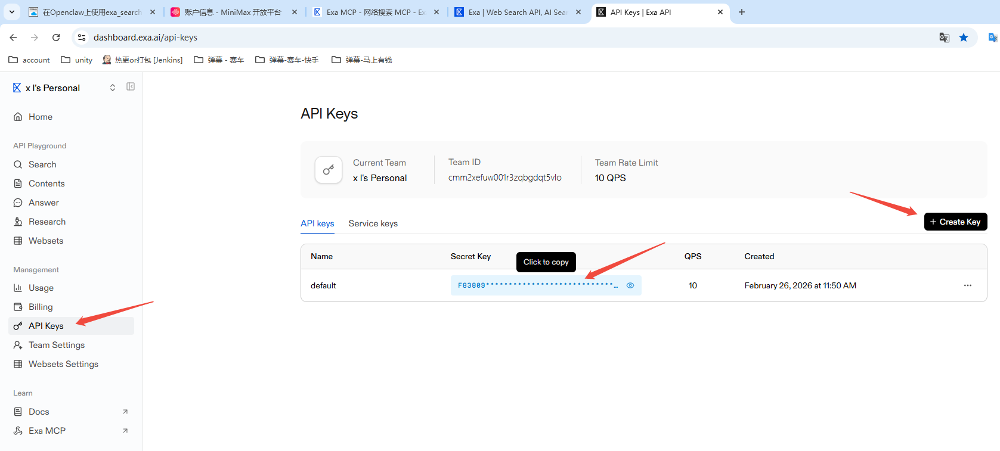 在Openclaw上使用exa_search
账户信息 - MiniMax 开放平台
Exa MCP - 网络搜索 MCP - Ex
Exa | Web Search API, AI Sear
API Keys | Exa API
dashboard.exa.ai/api-keys
account
unity
热更or打包 [Jenkins]
弹幕 - 赛车
弹幕-赛车-快手
弹幕-马上有钱
x l's Personal
Home
API Playground
Search
Contents
Answer
Research
Websets
Management
Usage
Billing
API Keys
Team Settings
Websets Settings
Learn
Docs
Exa MCP
API Keys
Current Team
x l's Personal
Team ID
cmm2xefuw001r3zqbgdqt5vlo
Team Rate Limit
10 QPS
API keys
Service keys
+ Create Key
Name
Secret Key
Click to copy
QPS
Created
default
F83809****************************…
10
February 26, 2026 at 11:50 AM